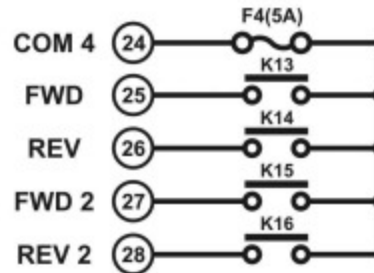 F4(5A)
COM 4 24
K13
FWD 25
K14
REV 26
K15
FWD 2 27
K16
REV 2 28